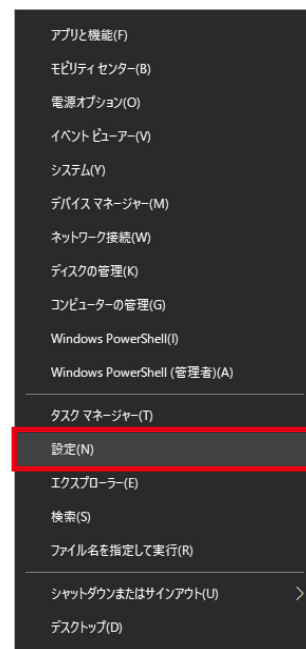 アプリと機能(F)
モビリティ センター(B)
電源オプション(O)
イベント ビューアー(V)
システム(Y)
デバイス マネージャー(M)
ネットワーク接続(W)
ディスクの管理(K)
コンピューターの管理(G)
Windows PowerShell(I)
Windows PowerShell (管理者)(A)
タスク マネージャー(T)
設定(N)
エクスプローラー(E)
検索(S)
ファイル名を指定して実行(R)
シャットダウンまたはサインアウト(U)
デスクトップ(D)